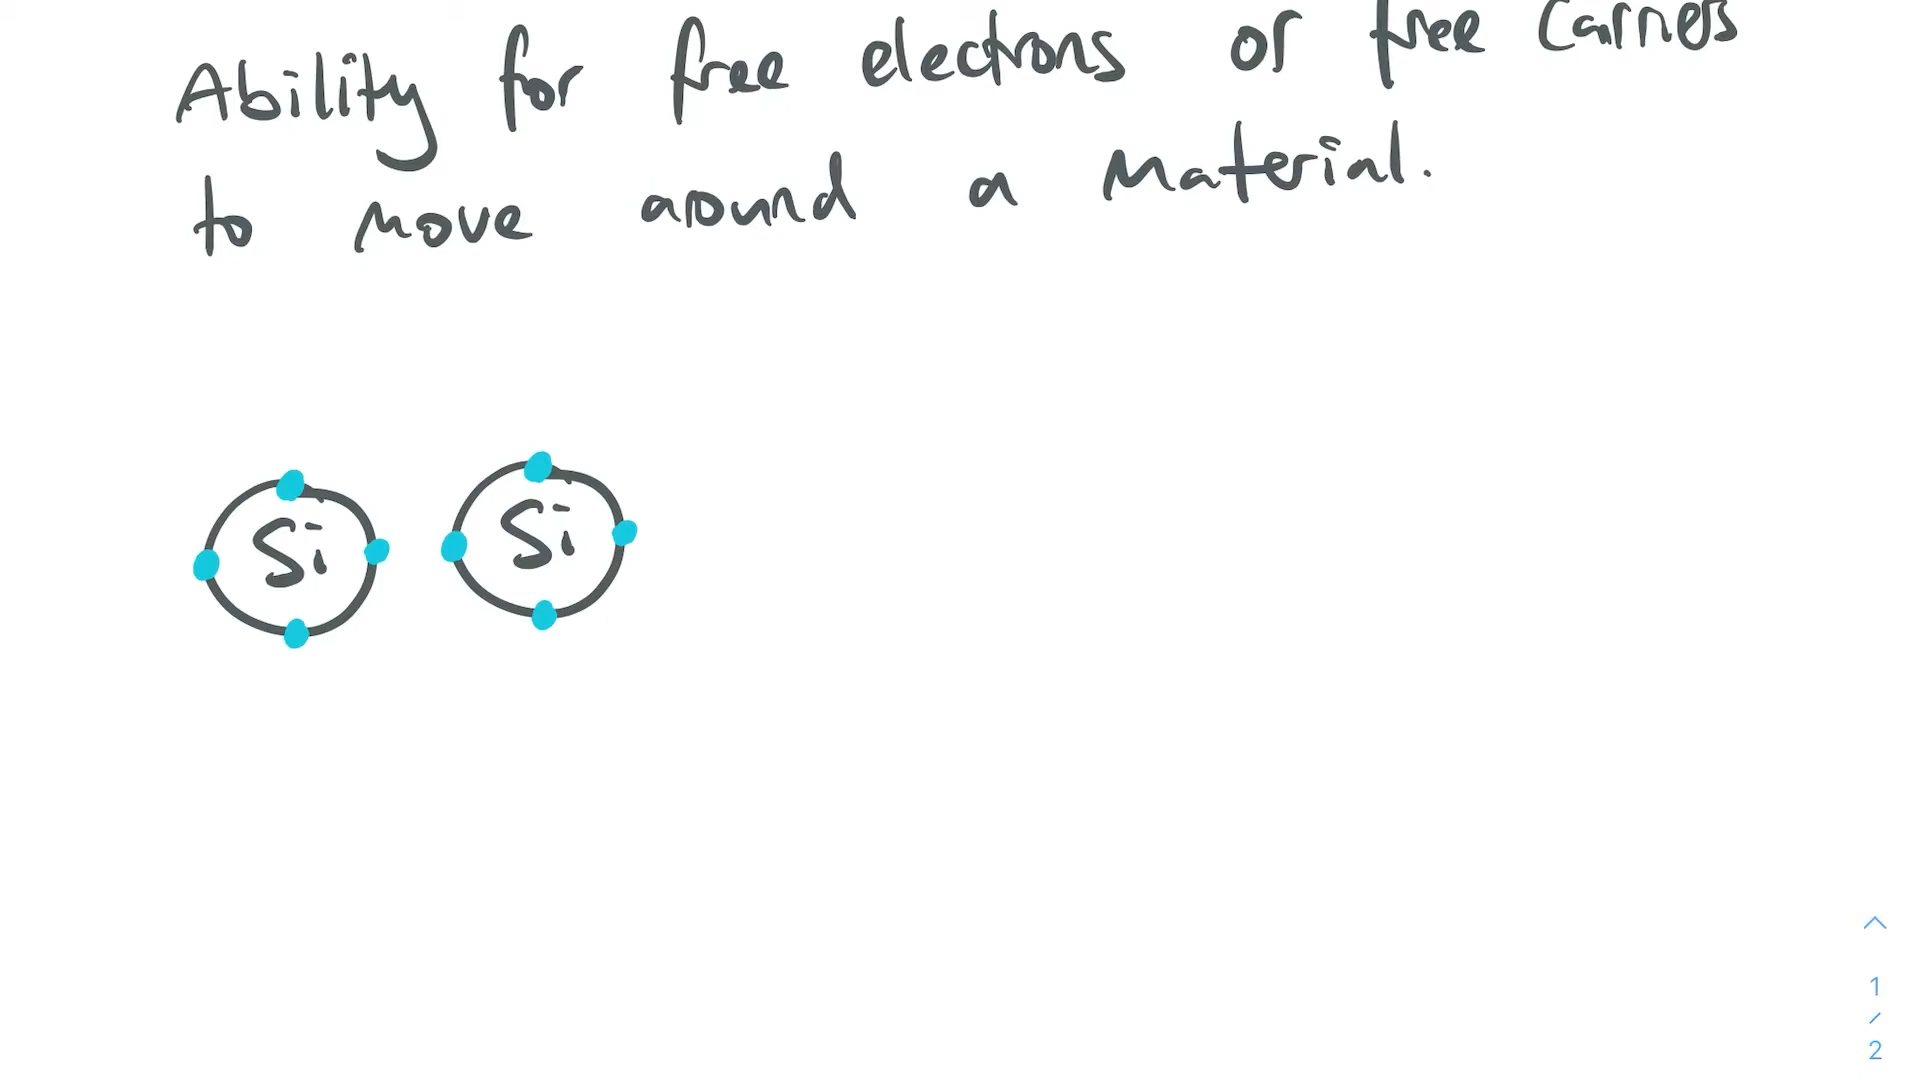 Ability for free electrons or free carriers
to move around a material.
Si Si
1
/
2